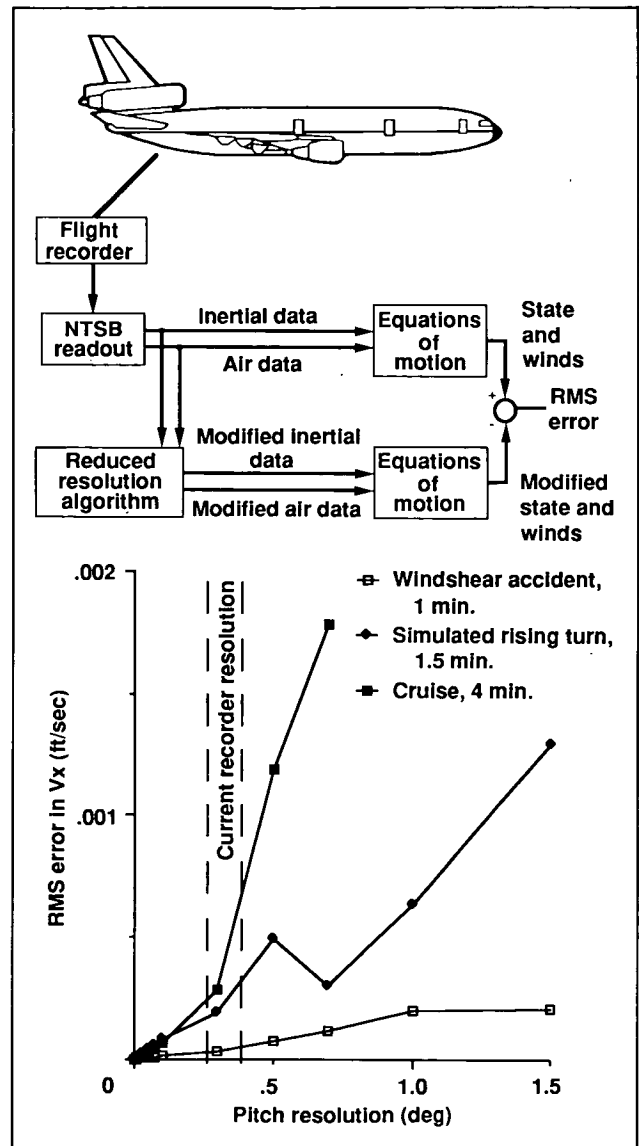 Flight
recorder
NTSB
readout
Inertial data
Air data
Equations
of
motion
State
and
winds
+
-
RMS
error
Reduced
resolution
algorithm
Modified inertial
data
Modified air data
Equations
of
motion
Modified
state and
winds
.002
.001
0
.5
1.0
1.5
RMS error in Vx (ft/sec)
Pitch resolution (deg)
Current recorder resolution
Windshear accident,
1 min.
Simulated rising turn,
1.5 min.
Cruise, 4 min.